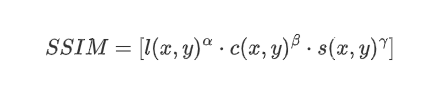 SSIM = [l(x, y)^α · c(x, y)^β · s(x, y)^γ]